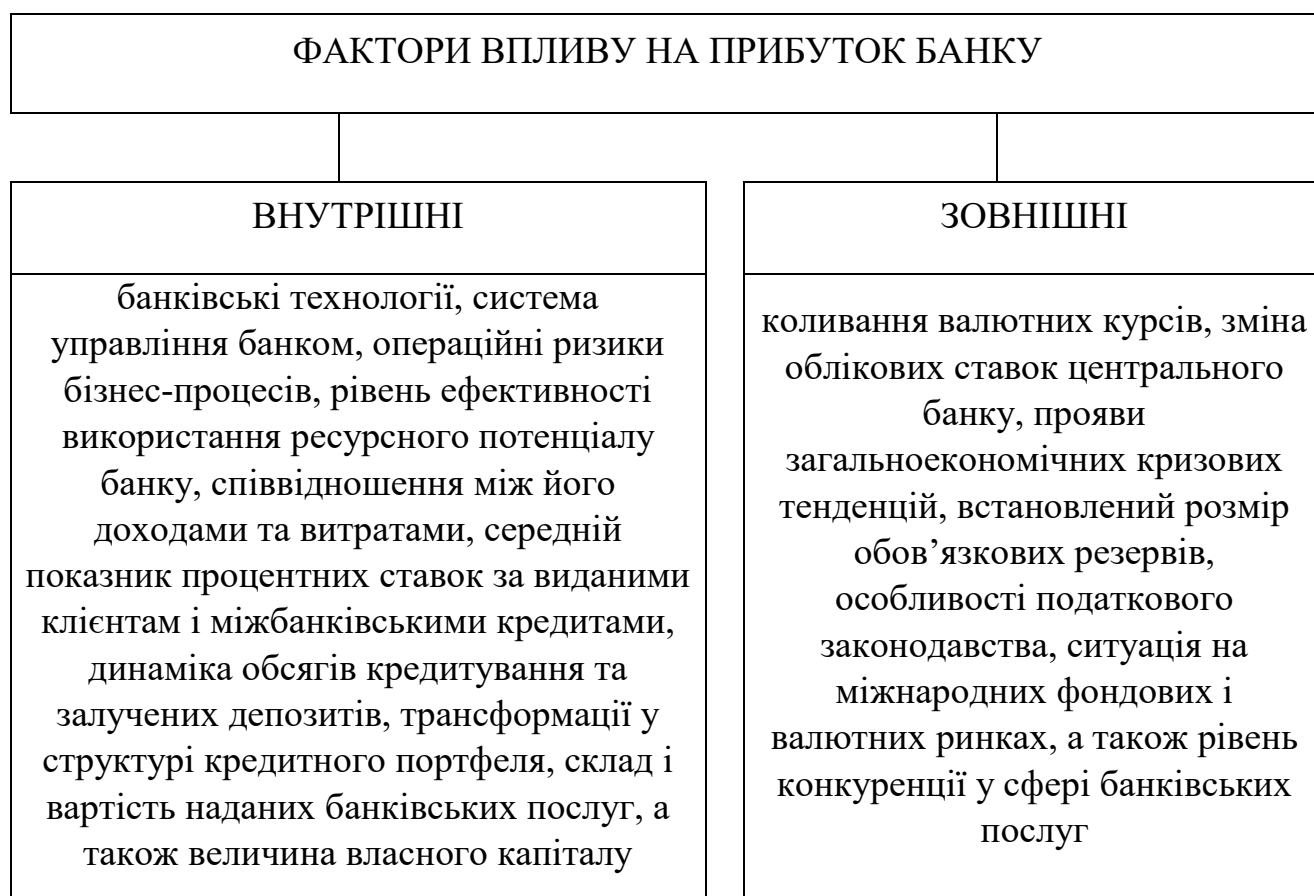 ФАКТОРИ ВПЛИВУ НА ПРИБУТОК БАНКУ
ВНУТРІШНІ
банківські технології, система
управління банком, операційні ризики
бізнес-процесів, рівень ефективності
використання ресурсного потенціалу
банку, співвідношення між його
доходами та витратами, середній
показник процентних ставок за виданими
клієнтам і міжбанківськими кредитами,
динаміка обсягів кредитування та
залучених депозитів, трансформації у
структурі кредитного портфеля, склад і
вартість наданих банківських послуг, а
також величина власного капіталу
ЗОВНІШНІ
коливання валютних курсів, зміна
облікових ставок центрального
банку, прояви
загальноекономічних кризових
тенденцій, встановлений розмір
обов’язкових резервів,
особливості податкового
законодавства, ситуація на
міжнародних фондових і
валютних ринках, а також рівень
конкуренції у сфері банківських
послуг